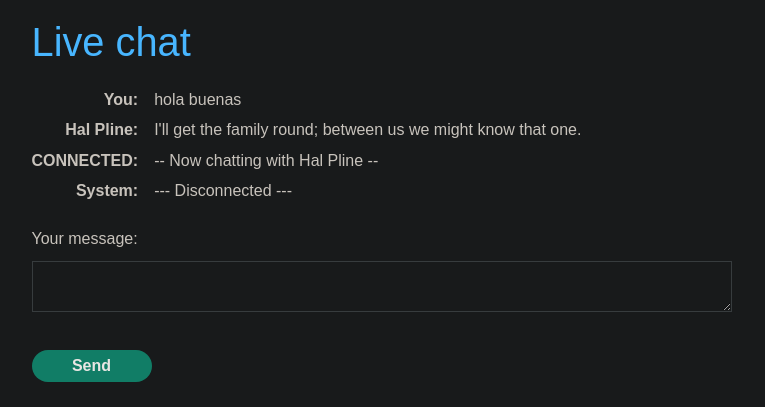 Live chat
You: hola buenas
Hal Pline: I'll get the family round; between us we might know that one.
CONNECTED: -- Now chatting with Hal Pline --
System: --- Disconnected ---
Your message:
Send